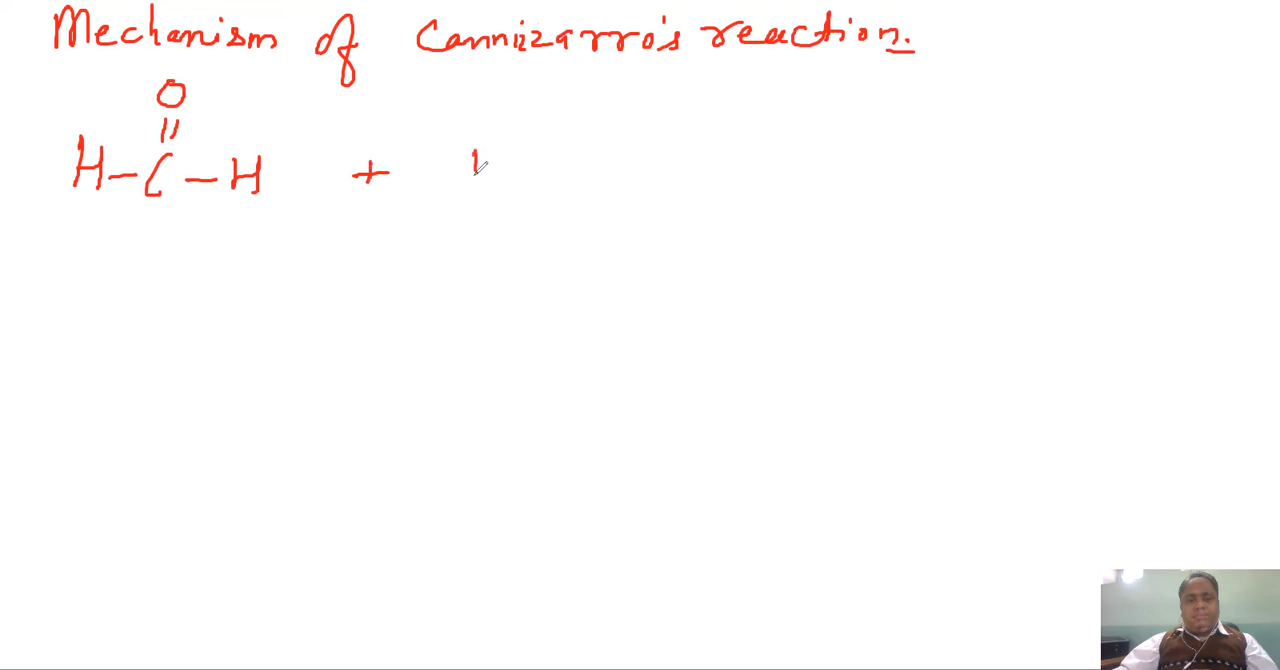 Mechanism of Cannizarro's reaction.
O
||
H-C-H +